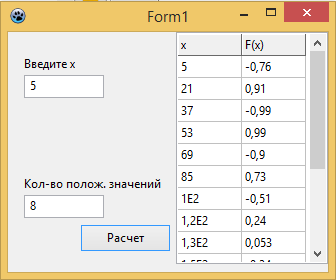 Form1
Введите x
5
Кол-во полож. значений
8
Расчет
x F(x)
5 -0,76
21 0,91
37 -0,99
53 0,99
69 -0,9
85 0,73
1E2 -0,51
1,2E2 0,24
1,3E2 0,053